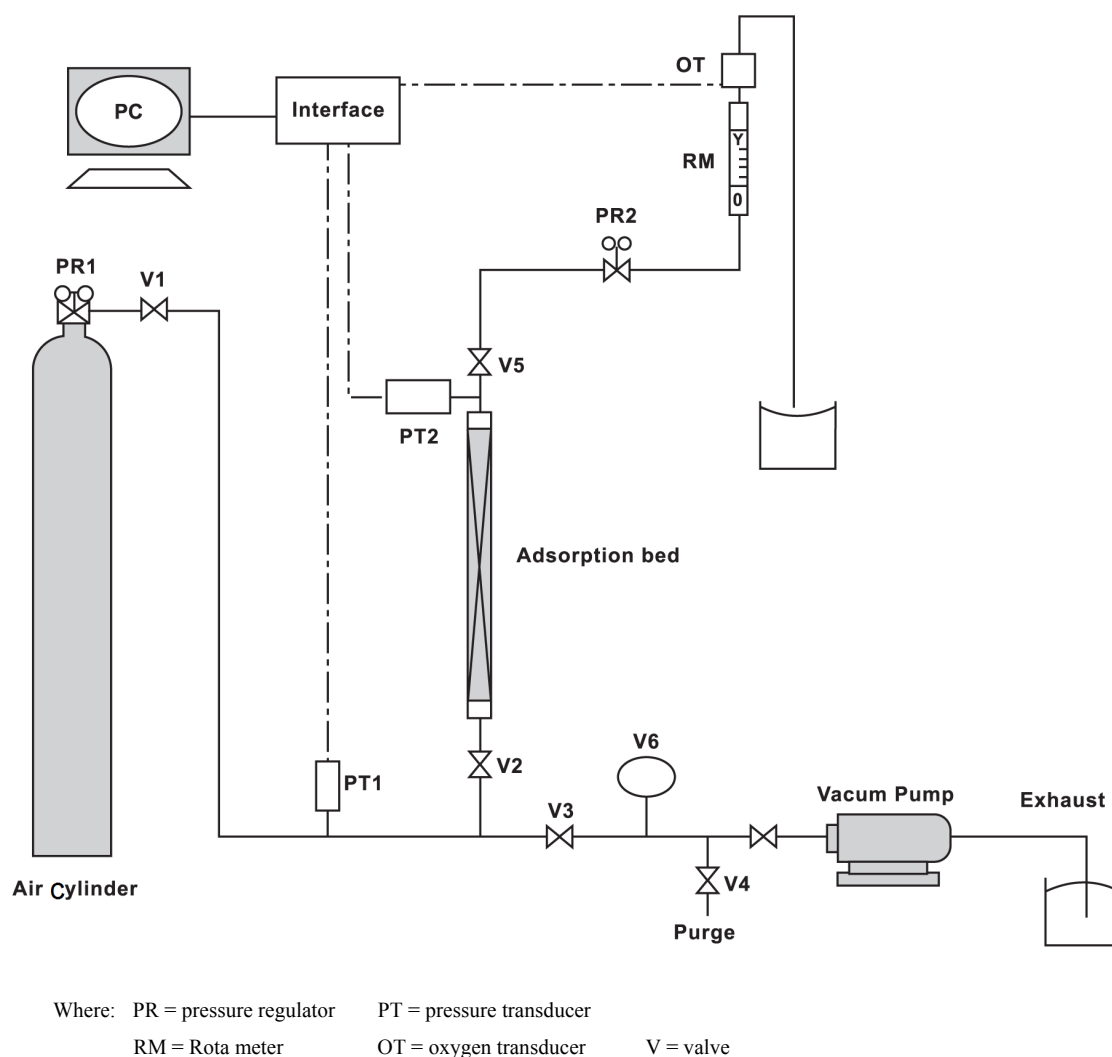 OT
PC
Interface
RM
Y
0
PR2
PR1
V1
V5
PT2
Adsorption bed
V6
V2
PT1
V3
Vacum Pump
Exhaust
V4
Air Cylinder
Purge
Where: PR = pressure regulator PT = pressure transducer
RM = Rota meter OT = oxygen transducer V = valve